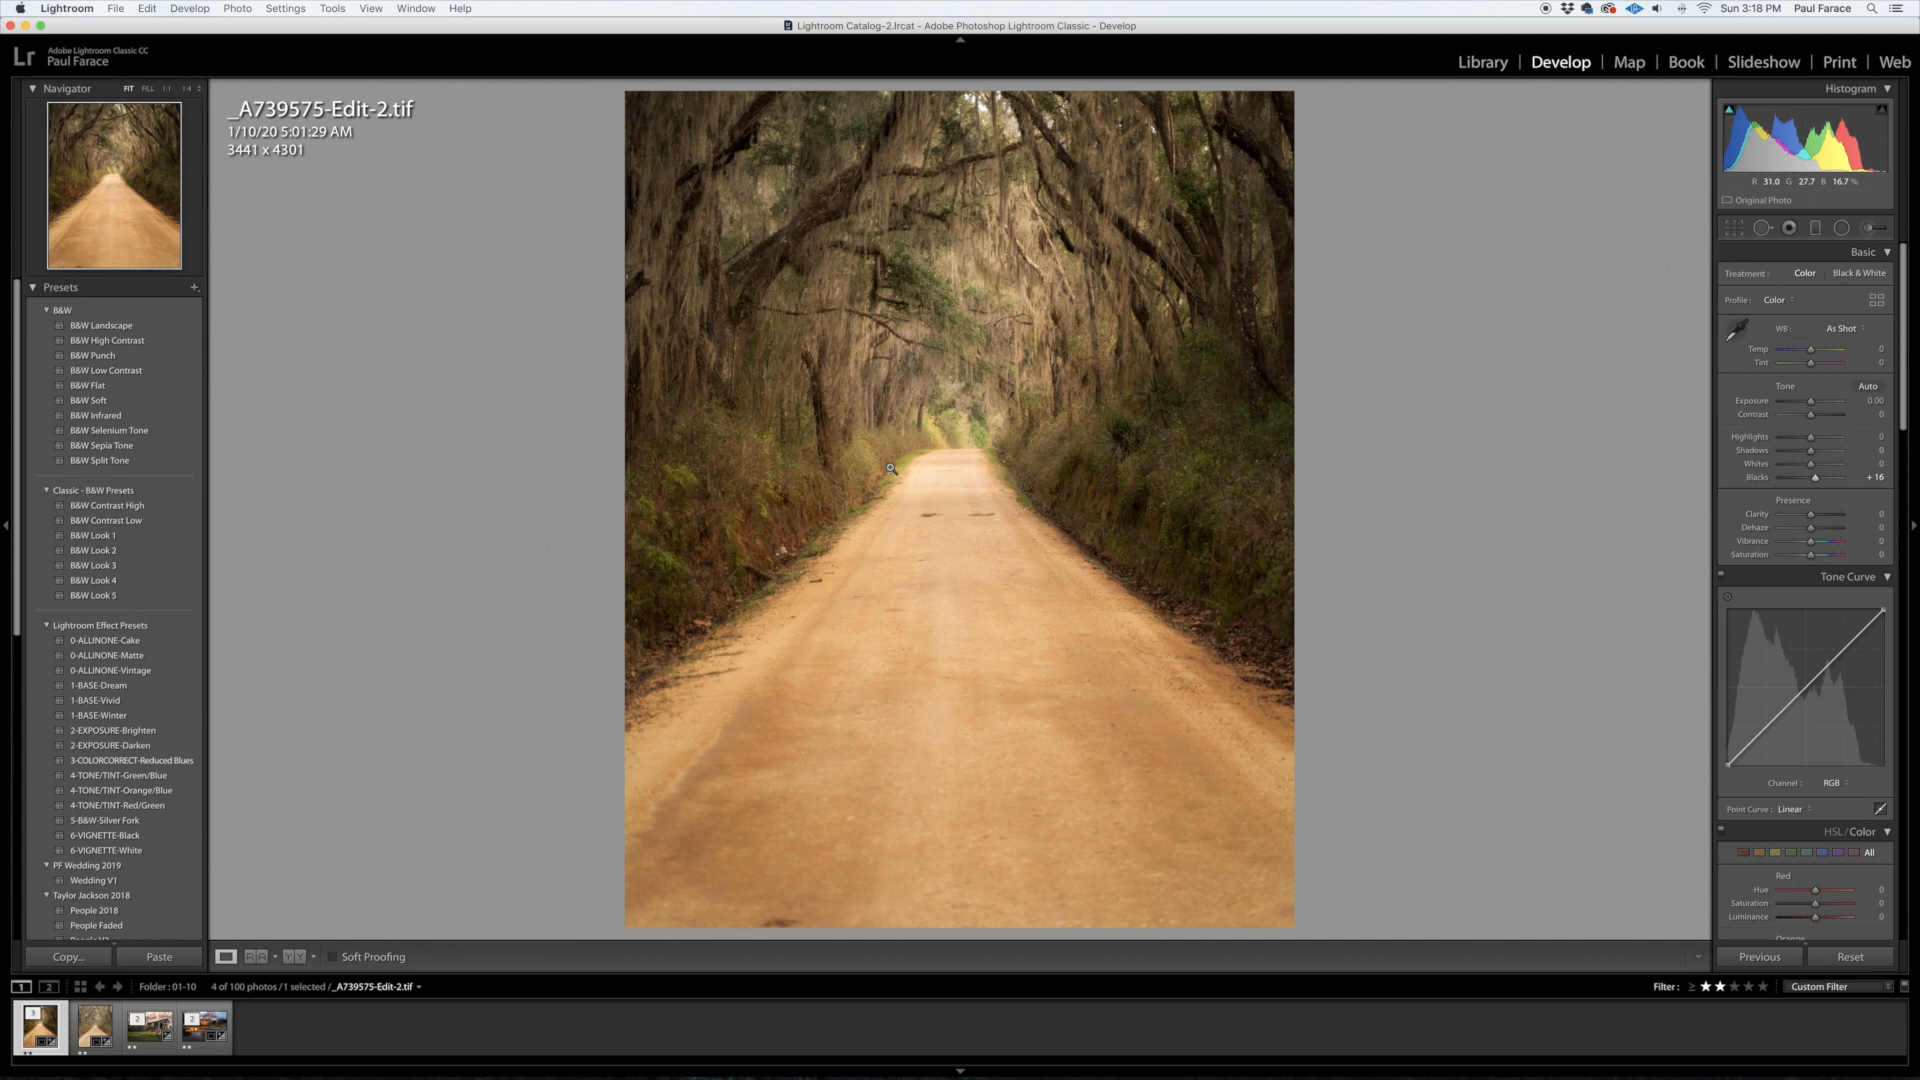 Lightroom File Edit Develop Photo Settings Tools View Window Help
Sun 3:18 PM Paul Farace
Lightroom Catalog-2.lrcat - Adobe Photoshop Lightroom Classic - Develop
Lr
Adobe Lightroom Classic CC
Paul Farace
Library | Develop | Map | Book | Slideshow | Print | Web
Navigator FIT FILL 1:1 1:4
_A739575-Edit-2.tif
1/10/20 5:01:29 AM
3441 x 4301
Presets +
B&W
B&W Landscape
B&W High Contrast
B&W Punch
B&W Low Contrast
B&W Flat
B&W Soft
B&W Infrared
B&W Selenium Tone
B&W Sepia Tone
B&W Split Tone
Classic - B&W Presets
B&W Contrast High
B&W Contrast Low
B&W Look 1
B&W Look 2
B&W Look 3
B&W Look 4
B&W Look 5
Lightroom Effect Presets
0-ALLINONE-Cake
0-ALLINONE-Matte
0-ALLINONE-Vintage
1-BASE-Dream
1-BASE-Vivid
1-BASE-Winter
2-EXPOSURE-Brighten
2-EXPOSURE-Darken
3-COLORCORRECT-Reduced Blues
4-TONE/TINT-Green/Blue
4-TONE/TINT-Orange/Blue
4-TONE/TINT-Red/Green
5-B&W-Silver Fork
6-VIGNETTE-Black
6-VIGNETTE-White
PF Wedding 2019
Wedding V1
Taylor Jackson 2018
People 2018
People Faded
Copy... Paste
Histogram
R 31.0 G 27.7 B 16.7 %
Original Photo
Basic
Treatment : Color Black & White
Profile : Color
WB : As Shot
Temp 0
Tint 0
Tone Auto
Exposure 0.00
Contrast 0
Highlights 0
Shadows 0
Whites 0
Blacks + 16
Presence
Clarity 0
Dehaze 0
Vibrance 0
Saturation 0
Tone Curve
Channel : RGB
Point Curve : Linear
HSL / Color
All
Red
Hue 0
Saturation 0
Luminance 0
Orange
Previous Reset
R A Y Y Soft Proofing
1 2 Folder : 01-10 4 of 100 photos / 1 selected / _A739575-Edit-2.tif
Filter : ≥ ★★★★★ Custom Filter
3 2 2